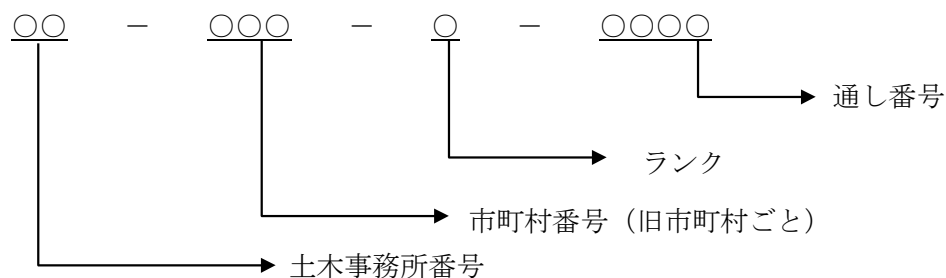 ○○ － ○○○ － ○ － ○○○○
通し番号
ランク
市町村番号（旧市町村ごと）
土木事務所番号